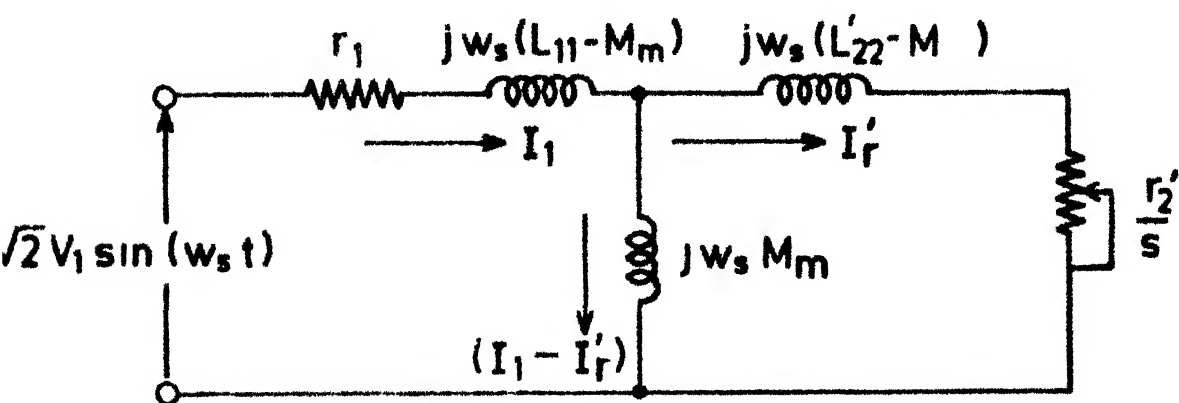 r₁
jwₛ(L₁₁-Mₘ)
jwₛ(L'₂₂-M )
I₁
I'ᵣ
r₂'
s
√2 V₁ sin (wₛ t)
jwₛ Mₘ
(I₁ - I'ᵣ)